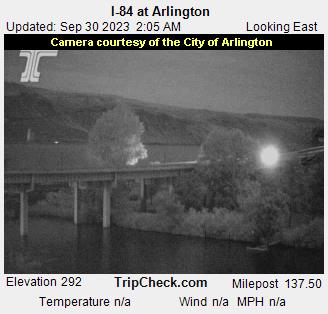 I-84 at Arlington
Updated: Sep 30 2023 2:05 AM Looking East
Camera courtesy of the City of Arlington
Elevation 292 TripCheck.com Milepost 137.50
Temperature n/a Wind n/a MPH n/a